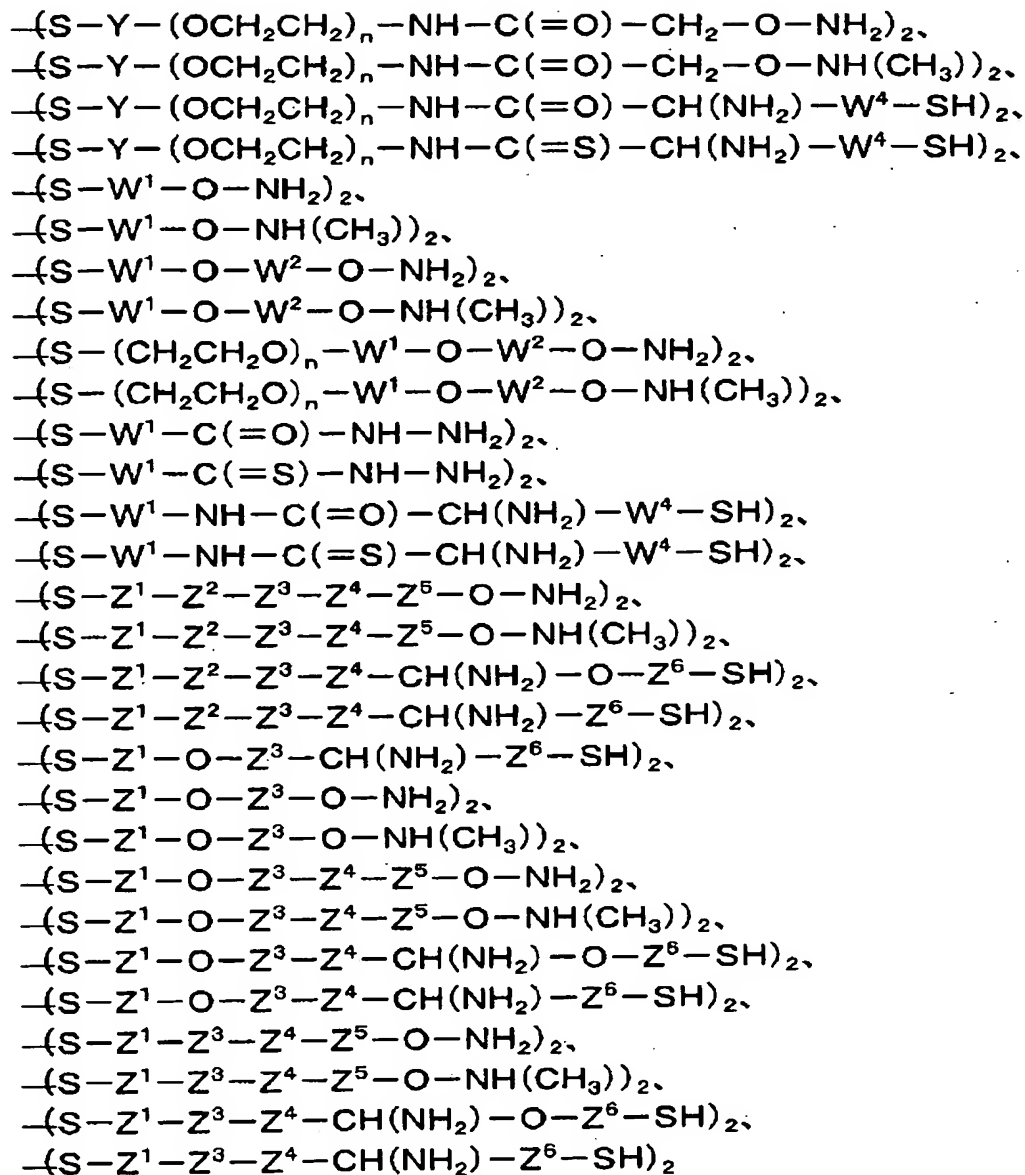 —(S—Y—(OCH₂CH₂)ₙ—NH—C(=O)—CH₂—O—NH₂)₂、
—(S—Y—(OCH₂CH₂)ₙ—NH—C(=O)—CH₂—O—NH(CH₃))₂、
—(S—Y—(OCH₂CH₂)ₙ—NH—C(=O)—CH(NH₂)—W⁴—SH)₂、
—(S—Y—(OCH₂CH₂)ₙ—NH—C(=S)—CH(NH₂)—W⁴—SH)₂、
—(S—W¹—O—NH₂)₂、
—(S—W¹—O—NH(CH₃))₂、
—(S—W¹—O—W²—O—NH₂)₂、
—(S—W¹—O—W²—O—NH(CH₃))₂、
—(S—(CH₂CH₂O)ₙ—W¹—O—W²—O—NH₂)₂、
—(S—(CH₂CH₂O)ₙ—W¹—O—W²—O—NH(CH₃))₂、
—(S—W¹—C(=O)—NH—NH₂)₂、
—(S—W¹—C(=S)—NH—NH₂)₂、
—(S—W¹—NH—C(=O)—CH(NH₂)—W⁴—SH)₂、
—(S—W¹—NH—C(=S)—CH(NH₂)—W⁴—SH)₂、
—(S—Z¹—Z²—Z³—Z⁴—Z⁵—O—NH₂)₂、
—(S—Z¹—Z²—Z³—Z⁴—Z⁵—O—NH(CH₃))₂、
—(S—Z¹—Z²—Z³—Z⁴—CH(NH₂)—O—Z⁶—SH)₂、
—(S—Z¹—Z²—Z³—Z⁴—CH(NH₂)—Z⁶—SH)₂、
—(S—Z¹—O—Z³—CH(NH₂)—Z⁶—SH)₂、
—(S—Z¹—O—Z³—O—NH₂)₂、
—(S—Z¹—O—Z³—O—NH(CH₃))₂、
—(S—Z¹—O—Z³—Z⁴—Z⁵—O—NH₂)₂、
—(S—Z¹—O—Z³—Z⁴—Z⁵—O—NH(CH₃))₂、
—(S—Z¹—O—Z³—Z⁴—CH(NH₂)—O—Z⁶—SH)₂、
—(S—Z¹—O—Z³—Z⁴—CH(NH₂)—Z⁶—SH)₂、
—(S—Z¹—Z³—Z⁴—Z⁵—O—NH₂)₂、
—(S—Z¹—Z³—Z⁴—Z⁵—O—NH(CH₃))₂、
—(S—Z¹—Z³—Z⁴—CH(NH₂)—O—Z⁶—SH)₂、
—(S—Z¹—Z³—Z⁴—CH(NH₂)—Z⁶—SH)₂